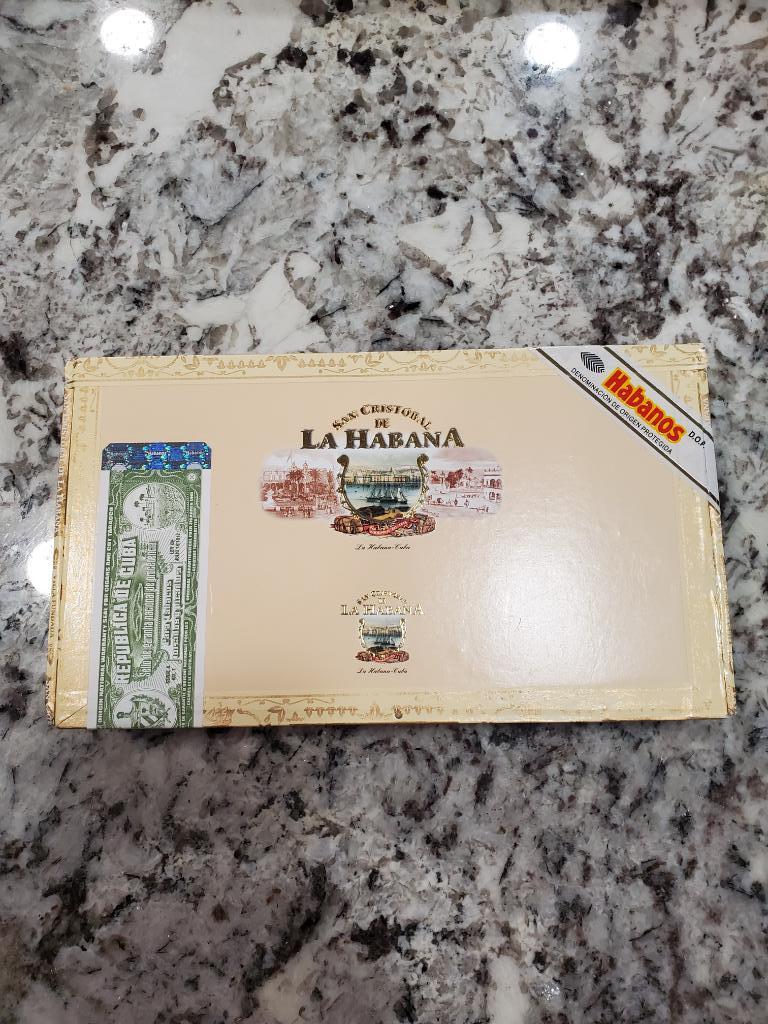 SAN CRISTOBAL
DE
LA HABANA
La Habana-Cuba
SAN CRISTOBAL
DE
LA HABANA
La Habana-Cuba
Habanos
DENOMINACIÓN DE ORIGEN PROTEGIDA
D.O.P.
Habanos
REPUBLICA DE CUBA